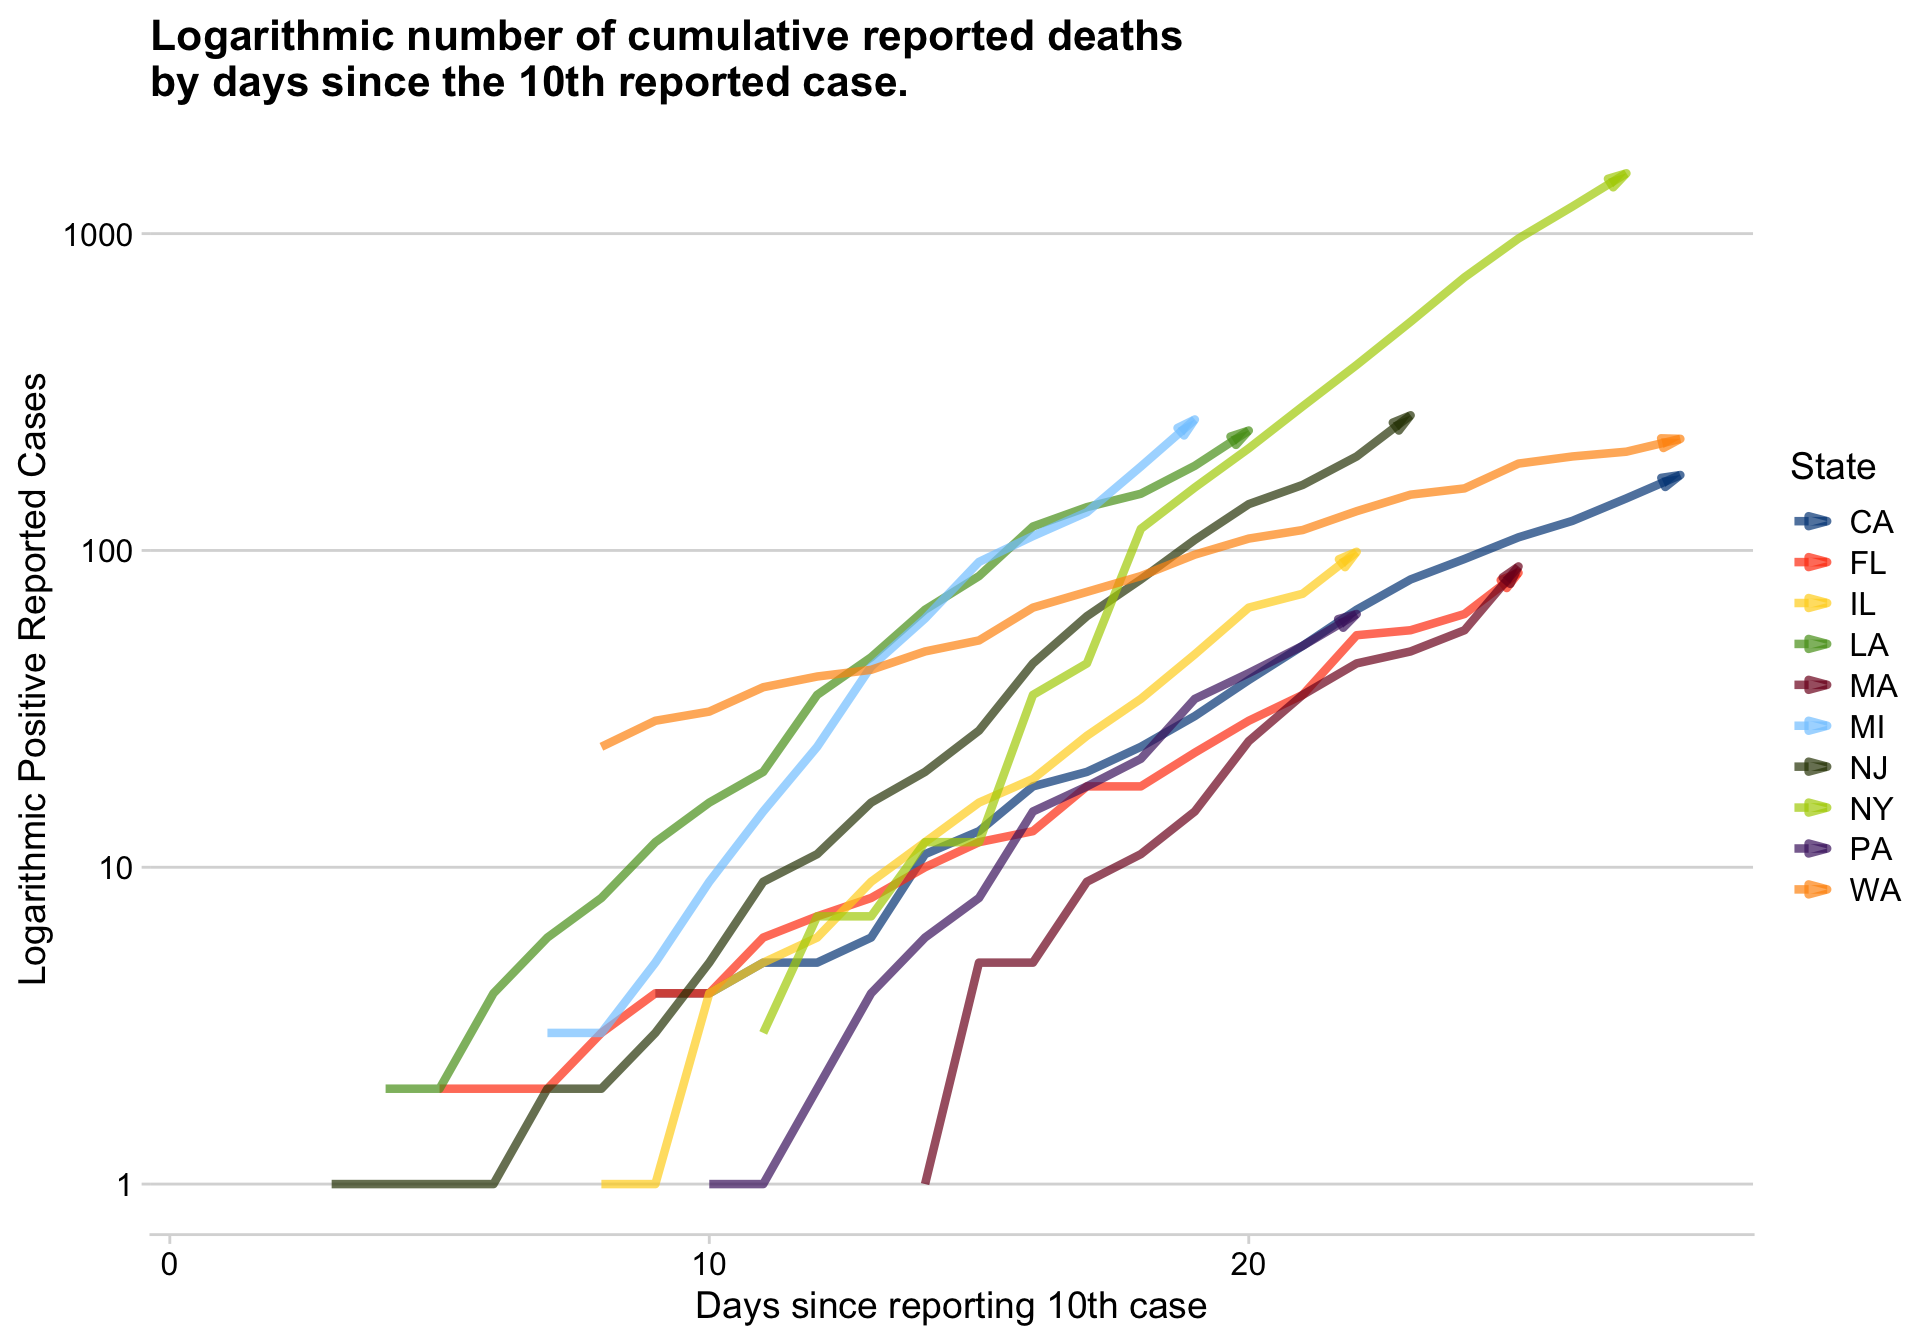 Logarithmic number of cumulative reported deaths
by days since the 10th reported case.
Logarithmic Positive Reported Cases
1000
100
10
1
0
10
20
Days since reporting 10th case
State
CA
FL
IL
LA
MA
MI
NJ
NY
PA
WA